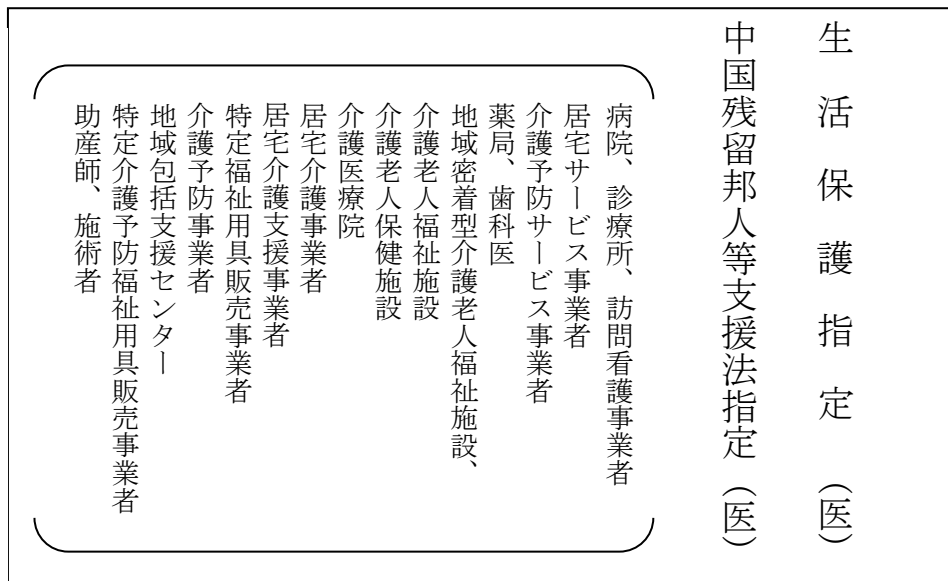 生活保護指定（医）
中国残留邦人等支援法指定（医）
病院、診療所、訪問看護事業者
居宅サービス事業者
介護予防サービス事業者
薬局、歯科医
地域密着型介護老人福祉施設、
介護老人福祉施設
介護老人保健施設
介護医療院
居宅介護事業者
居宅介護支援事業者
特定福祉用具販売事業者
介護予防事業者
地域包括支援センター
特定介護予防福祉用具販売事業者
助産師、施術者